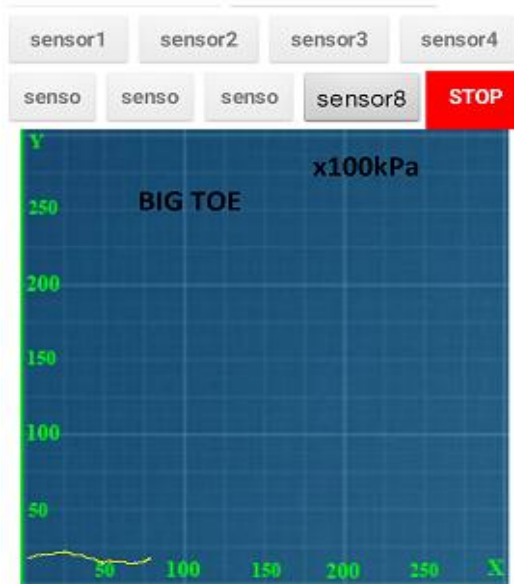 sensor1 sensor2 sensor3 sensor4
senso senso senso sensor8 STOP
Y
x100kPa
BIG TOE
250
200
150
100
50
50 100 150 200 250 X